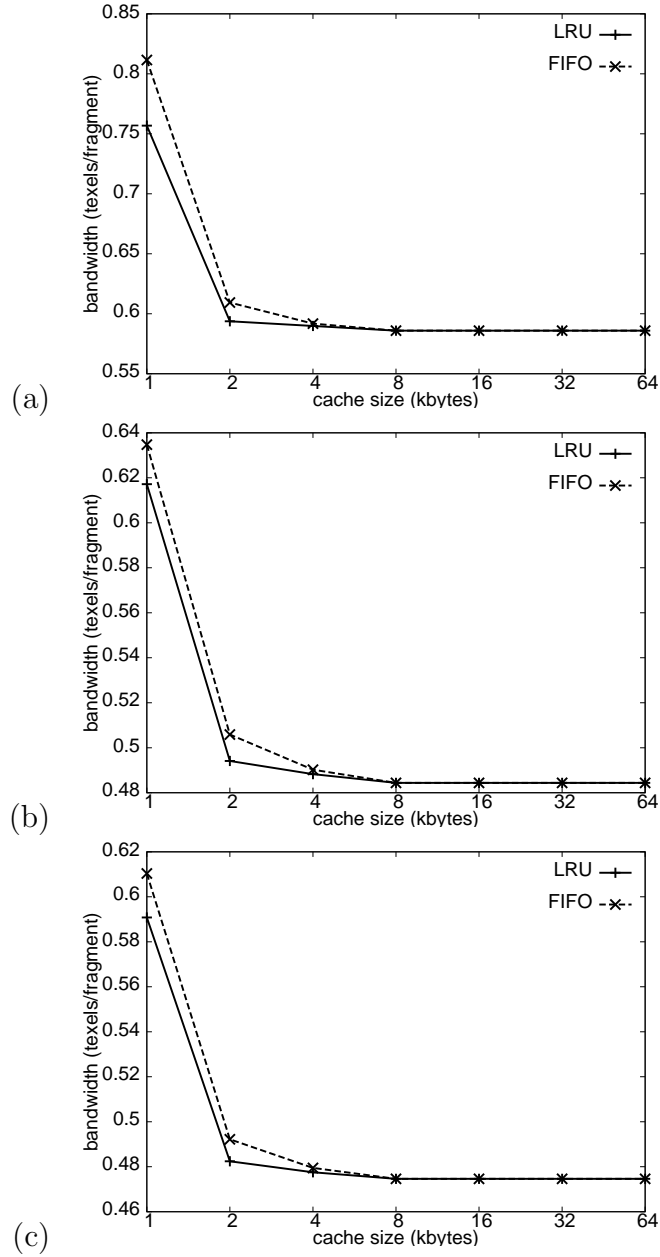 0.85
LRU
0.8
FIFO
0.75
0.7
0.65
0.6
0.55
bandwidth (texels/fragment)
1 2 4 8 16 32 64
cache size (kbytes)
(a)
0.64
LRU
0.62
FIFO
0.6
0.58
0.56
0.54
0.52
0.5
0.48
bandwidth (texels/fragment)
1 2 4 8 16 32 64
cache size (kbytes)
(b)
0.62
LRU
0.6
FIFO
0.58
0.56
0.54
0.52
0.5
0.48
0.46
bandwidth (texels/fragment)
1 2 4 8 16 32 64
cache size (kbytes)
(c)